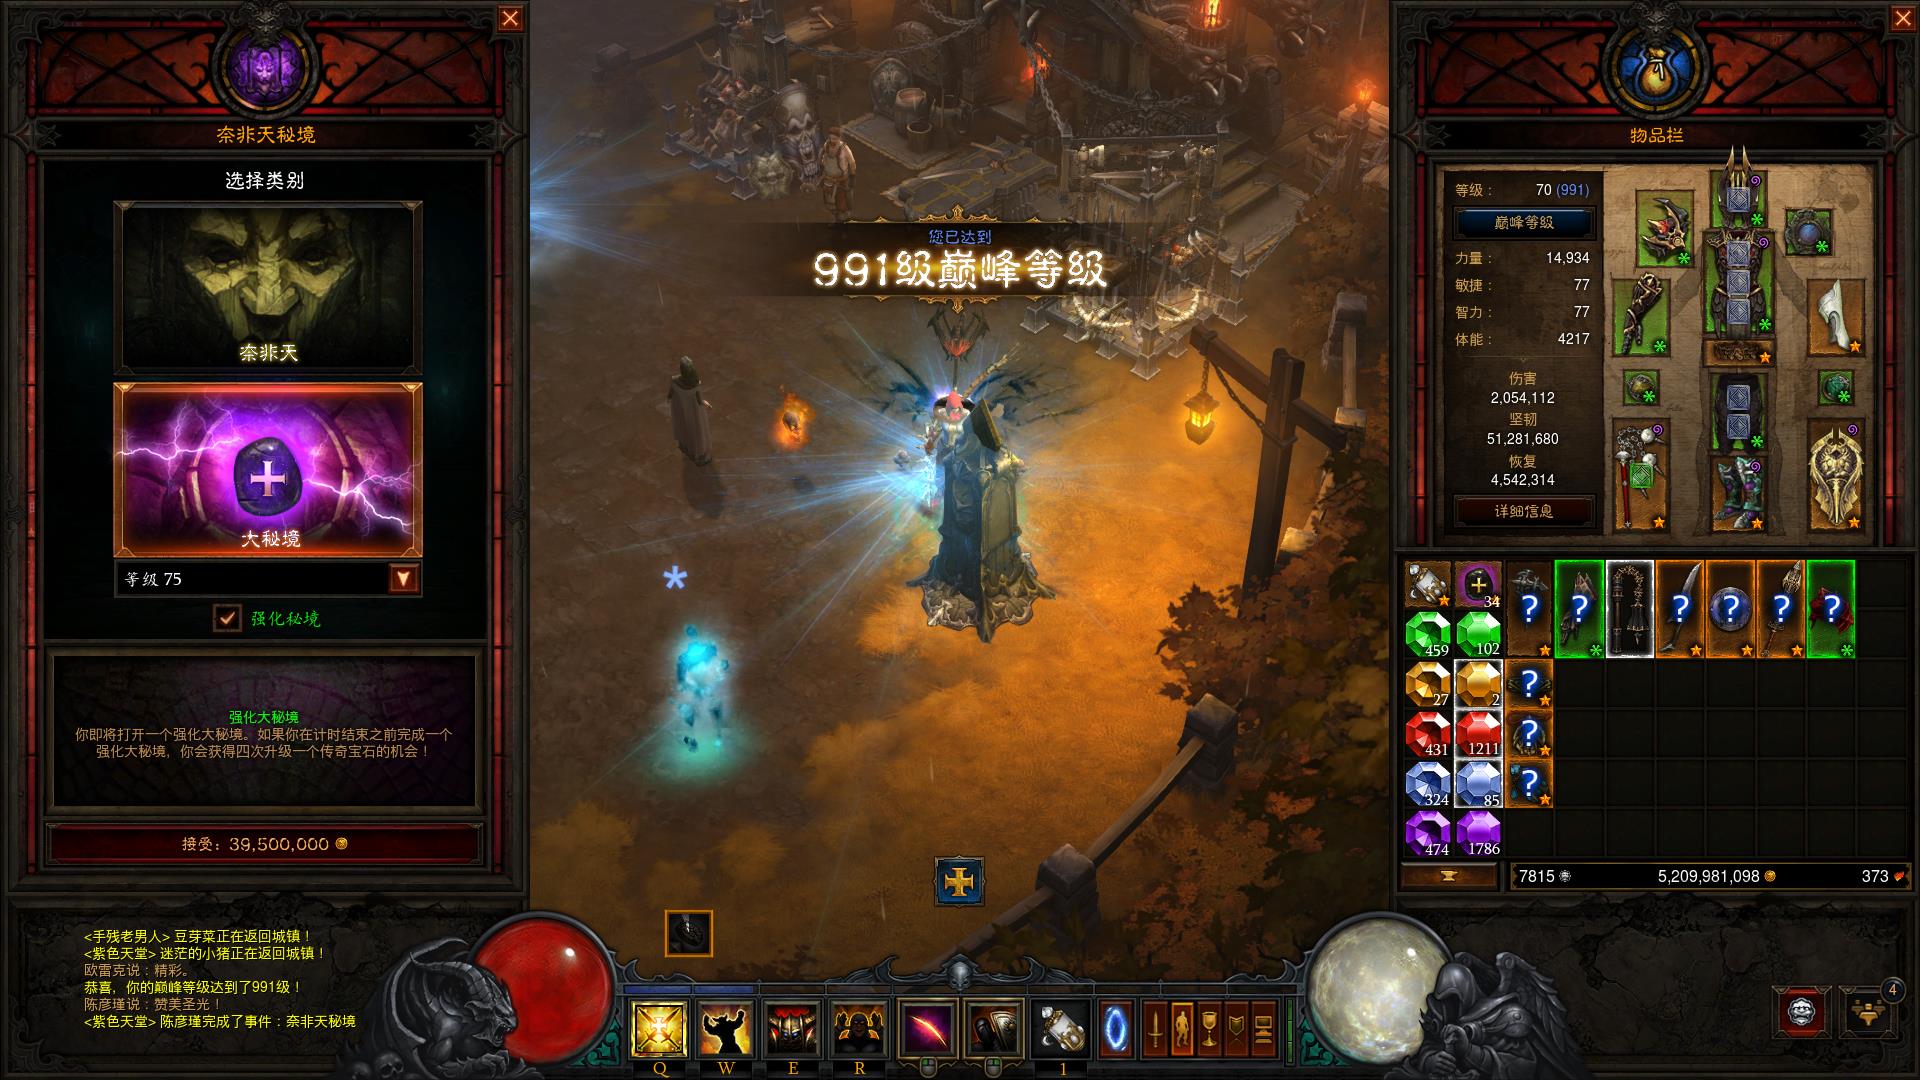 奈非天秘境
选择类别
奈非天
大秘境
等级 75
强化秘境
强化大秘境
你即将打开一个强化大秘境。如果你在计时结束之前完成一个
强化大秘境，你会获得四次升级一个传奇宝石的机会！
接受：39,500,000
<手残老男人> 豆芽菜正在返回城镇！
<紫色天堂> 迷茫的小猪正在返回城镇！
欧雷克说：精彩。
恭喜，你的巅峰等级达到了991级！
陈彦瑾说：赞美圣光！
<紫色天堂> 陈彦瑾完成了事件：奈非天秘境
您已达到
991级巅峰等级
Q W E R 1
物品栏
等级： 70 (991)
巅峰等级
力量： 14,934
敏捷： 77
智力： 77
体能： 4217
伤害
2,054,112
坚韧
51,281,680
恢复
4,542,314
详细信息
34
? ? ? ? ? ?
459 102
27 2 ?
431 1211 ?
324 85 ?
474 1786
7815 5,209,981,098 373
4